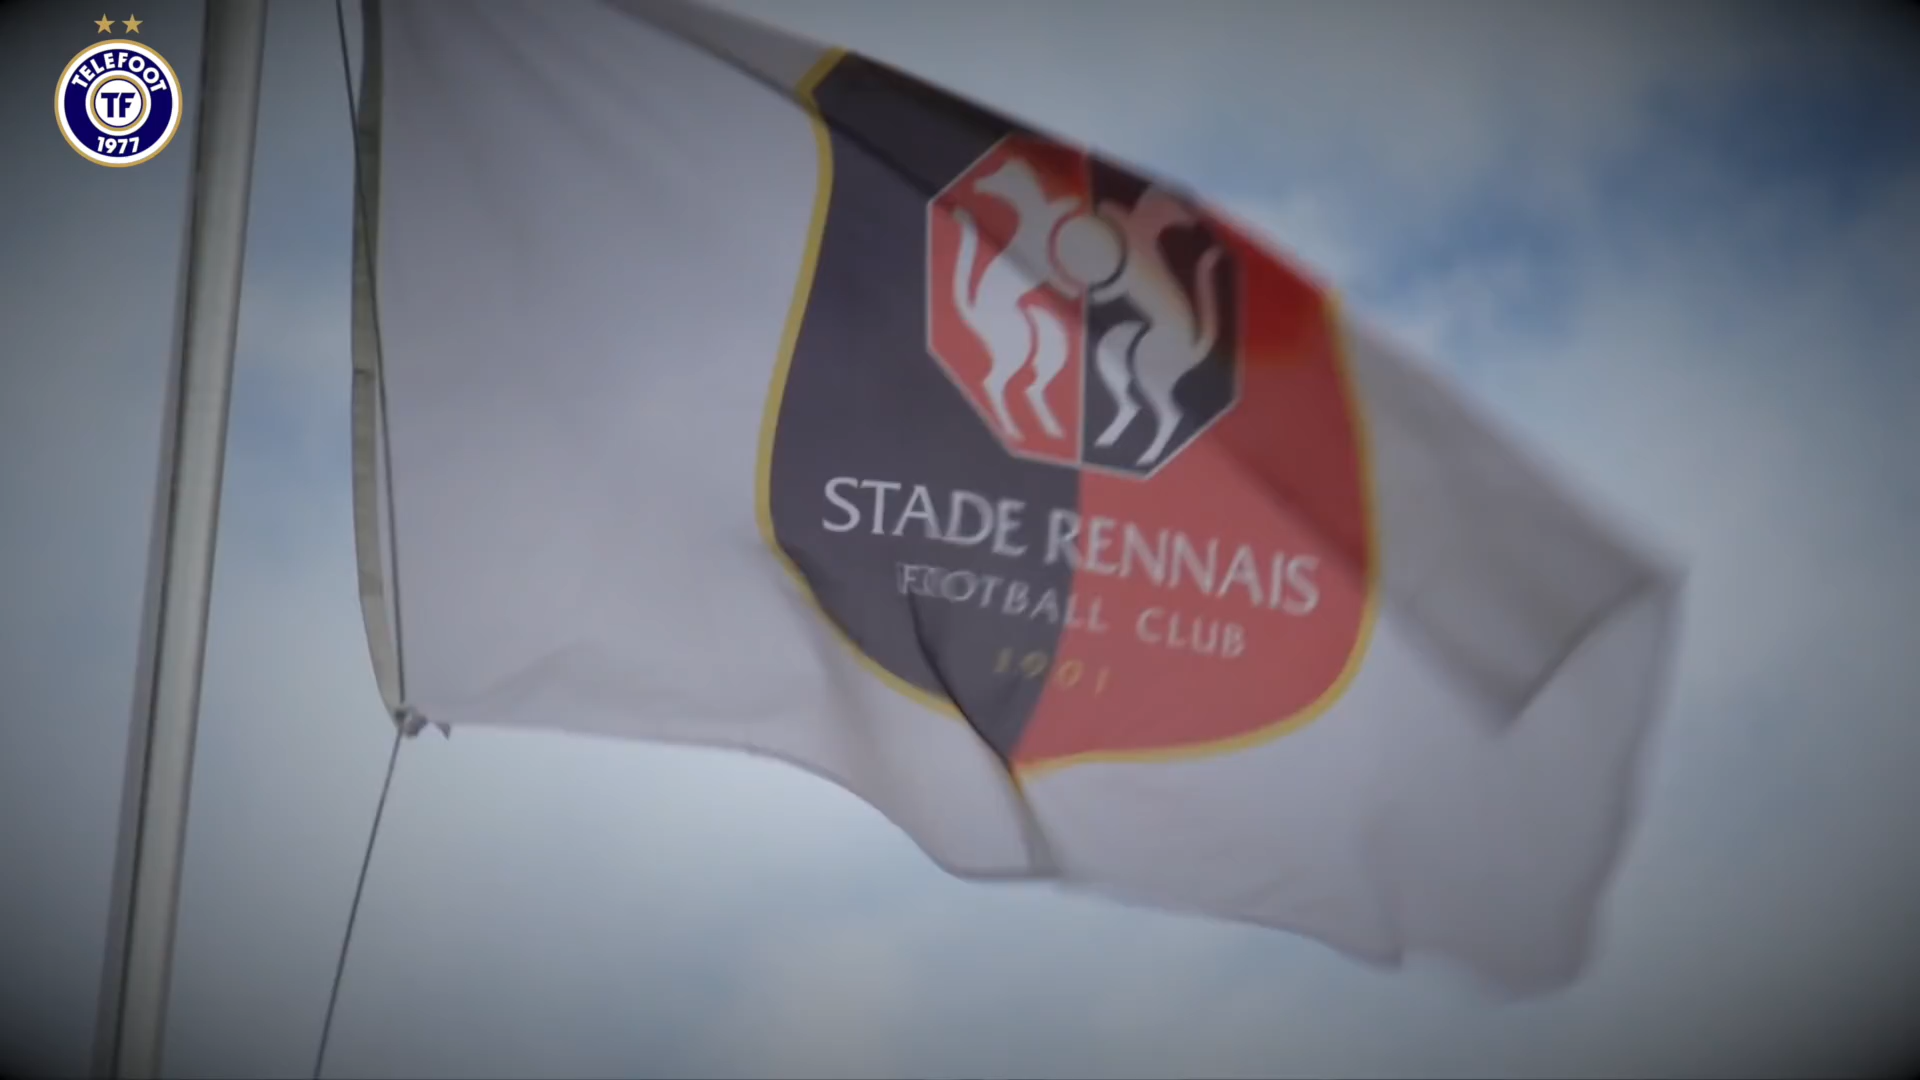 TELEFOOT
TF
1977
STADE RENNAIS
FOOTBALL CLUB
1901